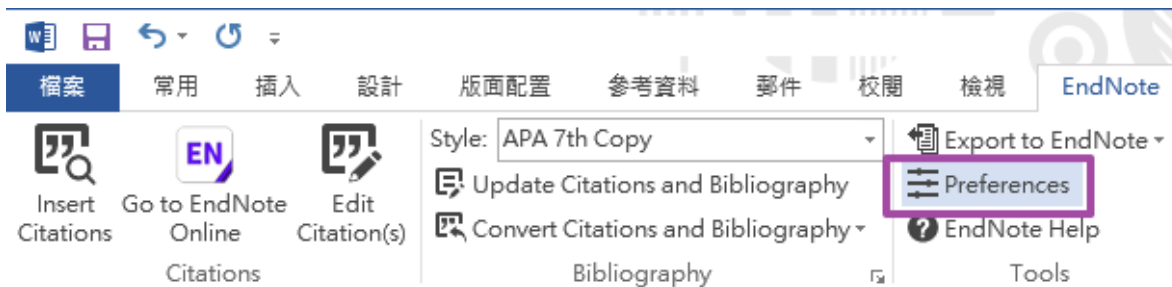 檔案 常用 插入 設計 版面配置 參考資料 郵件 校閱 檢視 EndNote
Insert Citations
EN
Go to EndNote Online
Edit Citation(s)
Citations
Style: APA 7th Copy
Update Citations and Bibliography
Convert Citations and Bibliography
Bibliography
Export to EndNote
Preferences
EndNote Help
Tools